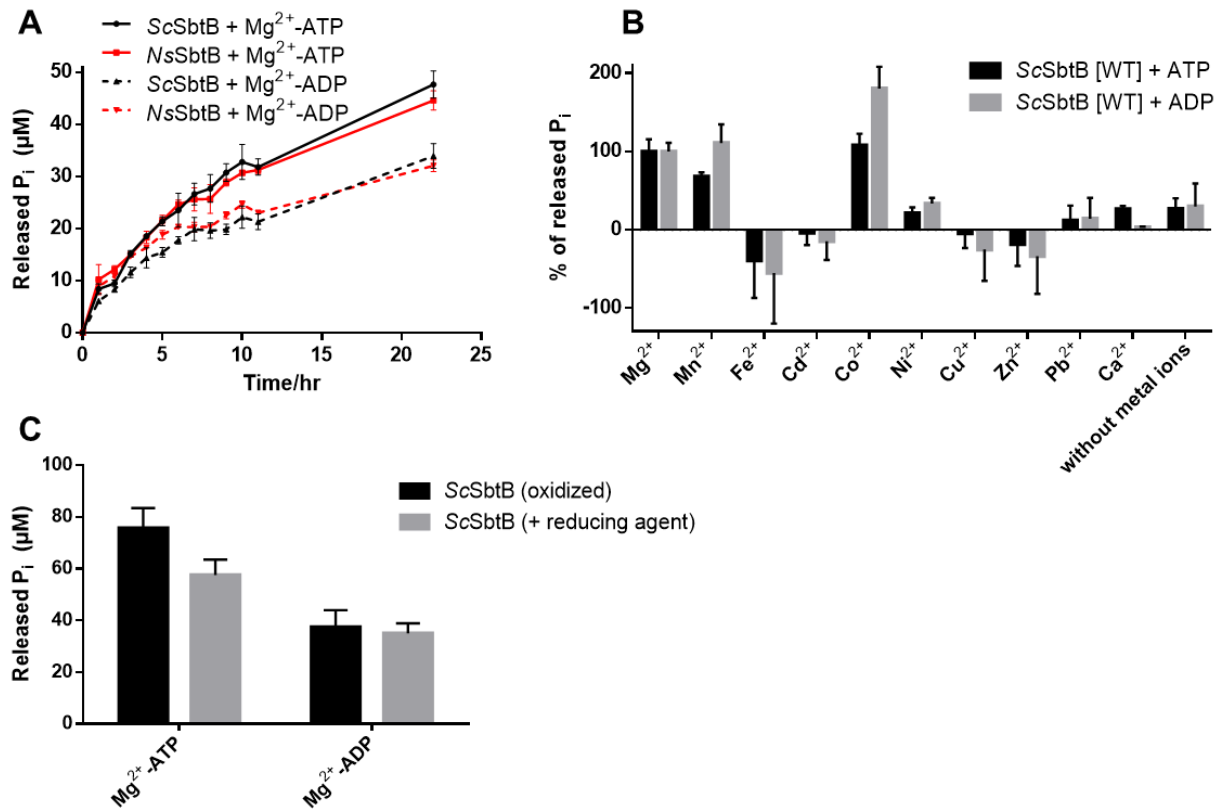 A
ScSbtB + Mg²⁺-ATP
NsSbtB + Mg²⁺-ATP
ScSbtB + Mg²⁺-ADP
NsSbtB + Mg²⁺-ADP
50
40
30
20
10
0
Released Pᵢ (µM)
0 5 10 15 20 25
Time/hr
B
ScSbtB [WT] + ATP
ScSbtB [WT] + ADP
200
100
0
-100
% of released Pᵢ
Mg²⁺
Mn²⁺
Fe²⁺
Cd²⁺
Co²⁺
Ni²⁺
Cu²⁺
Zn²⁺
Pb²⁺
Ca²⁺
without metal ions
C
ScSbtB (oxidized)
ScSbtB (+ reducing agent)
100
80
60
40
20
0
Released Pᵢ (µM)
Mg²⁺-ATP
Mg²⁺-ADP